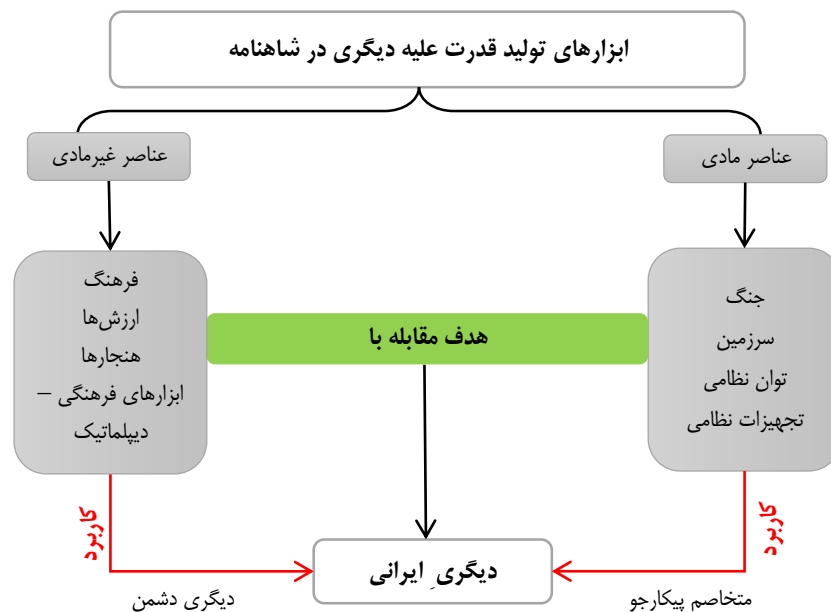 ابزارهای تولید قدرت علیه دیگری در شاهنامه
عناصر مادی
عناصر غیرمادی
جنگ
سرزمین
توان نظامی
تجهیزات نظامی
فرهنگ
ارزش‌ها
هنجارها
ابزارهای فرهنگی –
دیپلماتیک
هدف مقابله با
کاربرد
کاربرد
دیگریِ ایرانی
متخاصم پیکارجو
دیگری دشمن